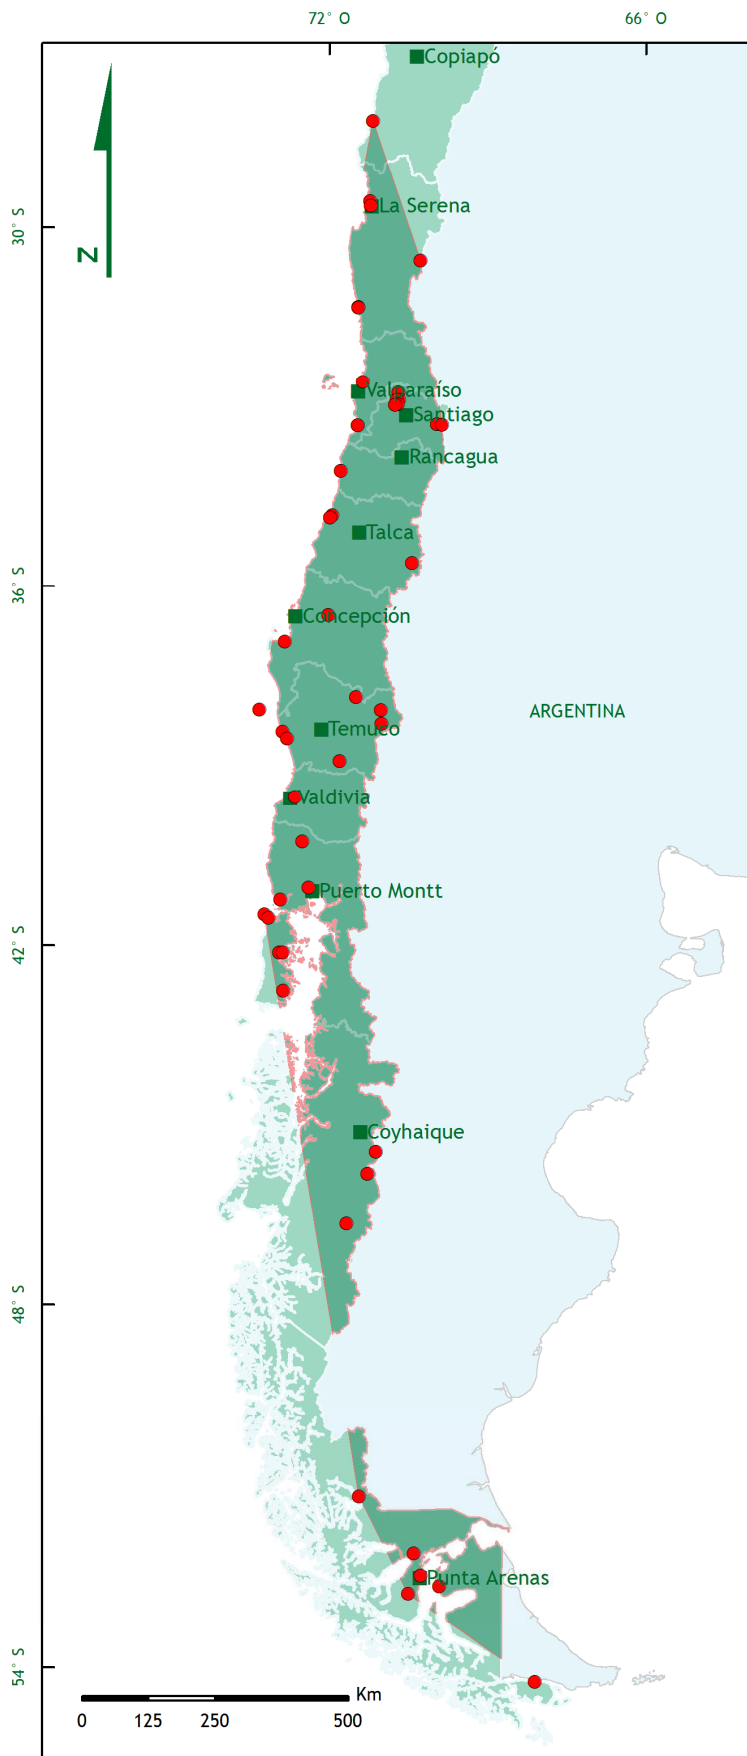 72° O
66° O
Copiapó
30° S
La Serena
N
Valparaíso
Santiago
Rancagua
Talca
36° S
Concepción
ARGENTINA
Temuco
Valdivia
Puerto Montt
42° S
Coyhaique
48° S
Punta Arenas
54° S
Km
0 125 250 500